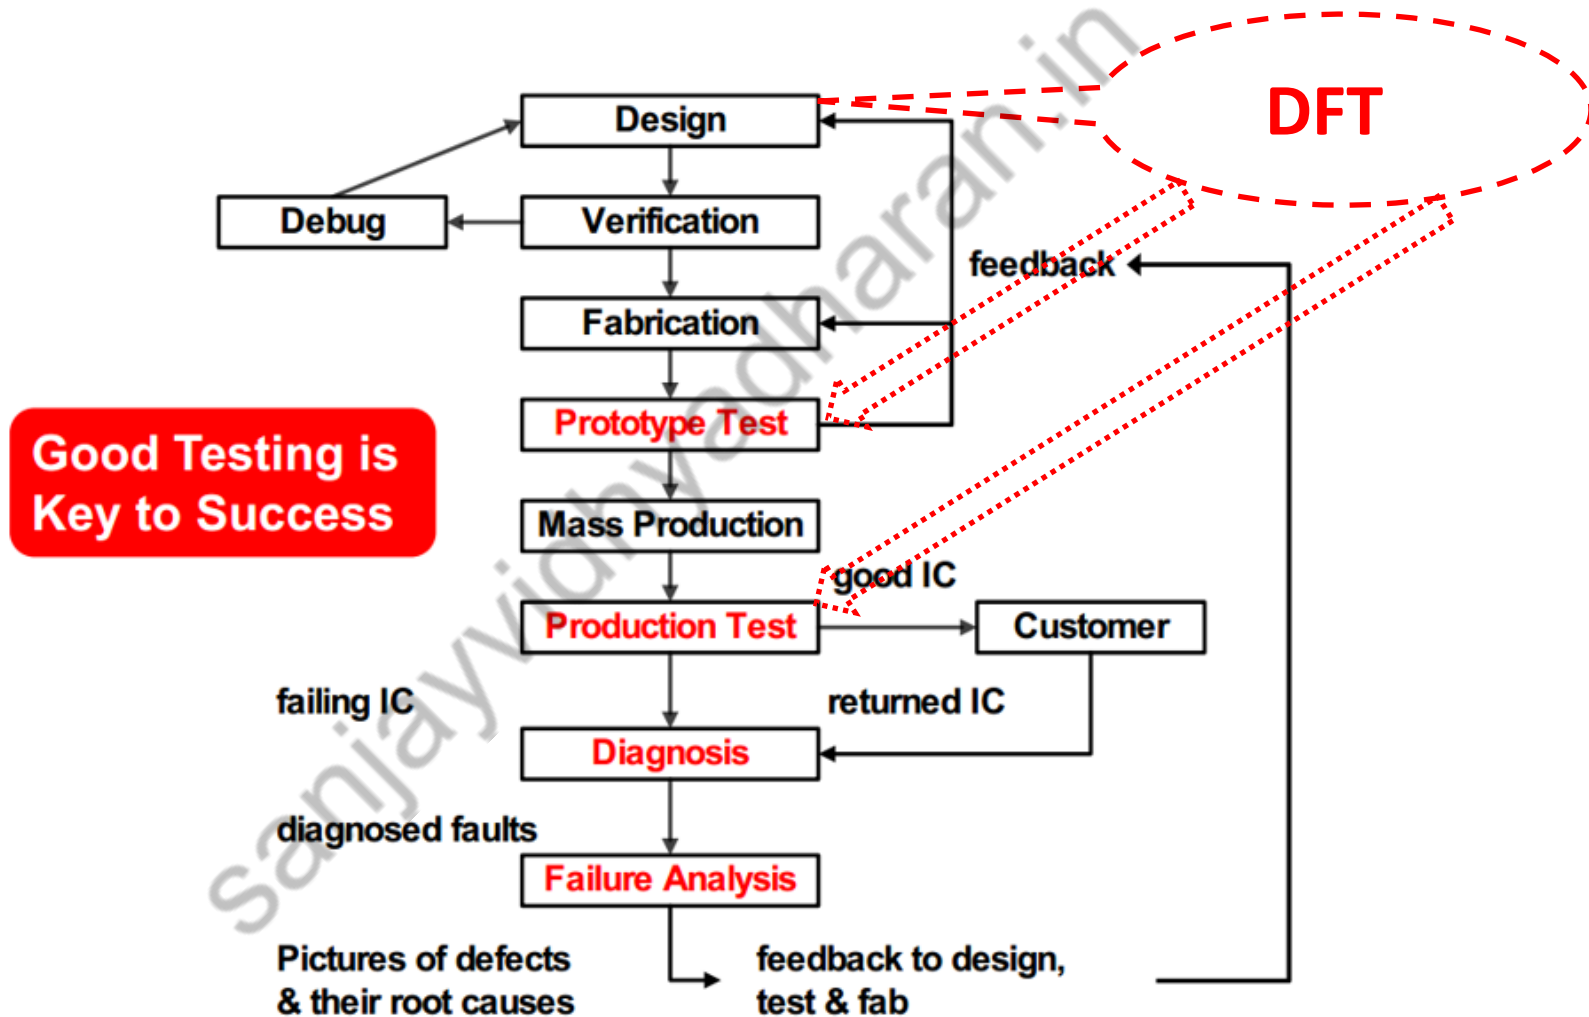 DFT
Design
Debug
Verification
feedback
Fabrication
Prototype Test
Good Testing is
Key to Success
Mass Production
good IC
Production Test
Customer
failing IC
returned IC
Diagnosis
diagnosed faults
Failure Analysis
Pictures of defects
& their root causes
feedback to design,
test & fab
sanjayvidhyadharan.in